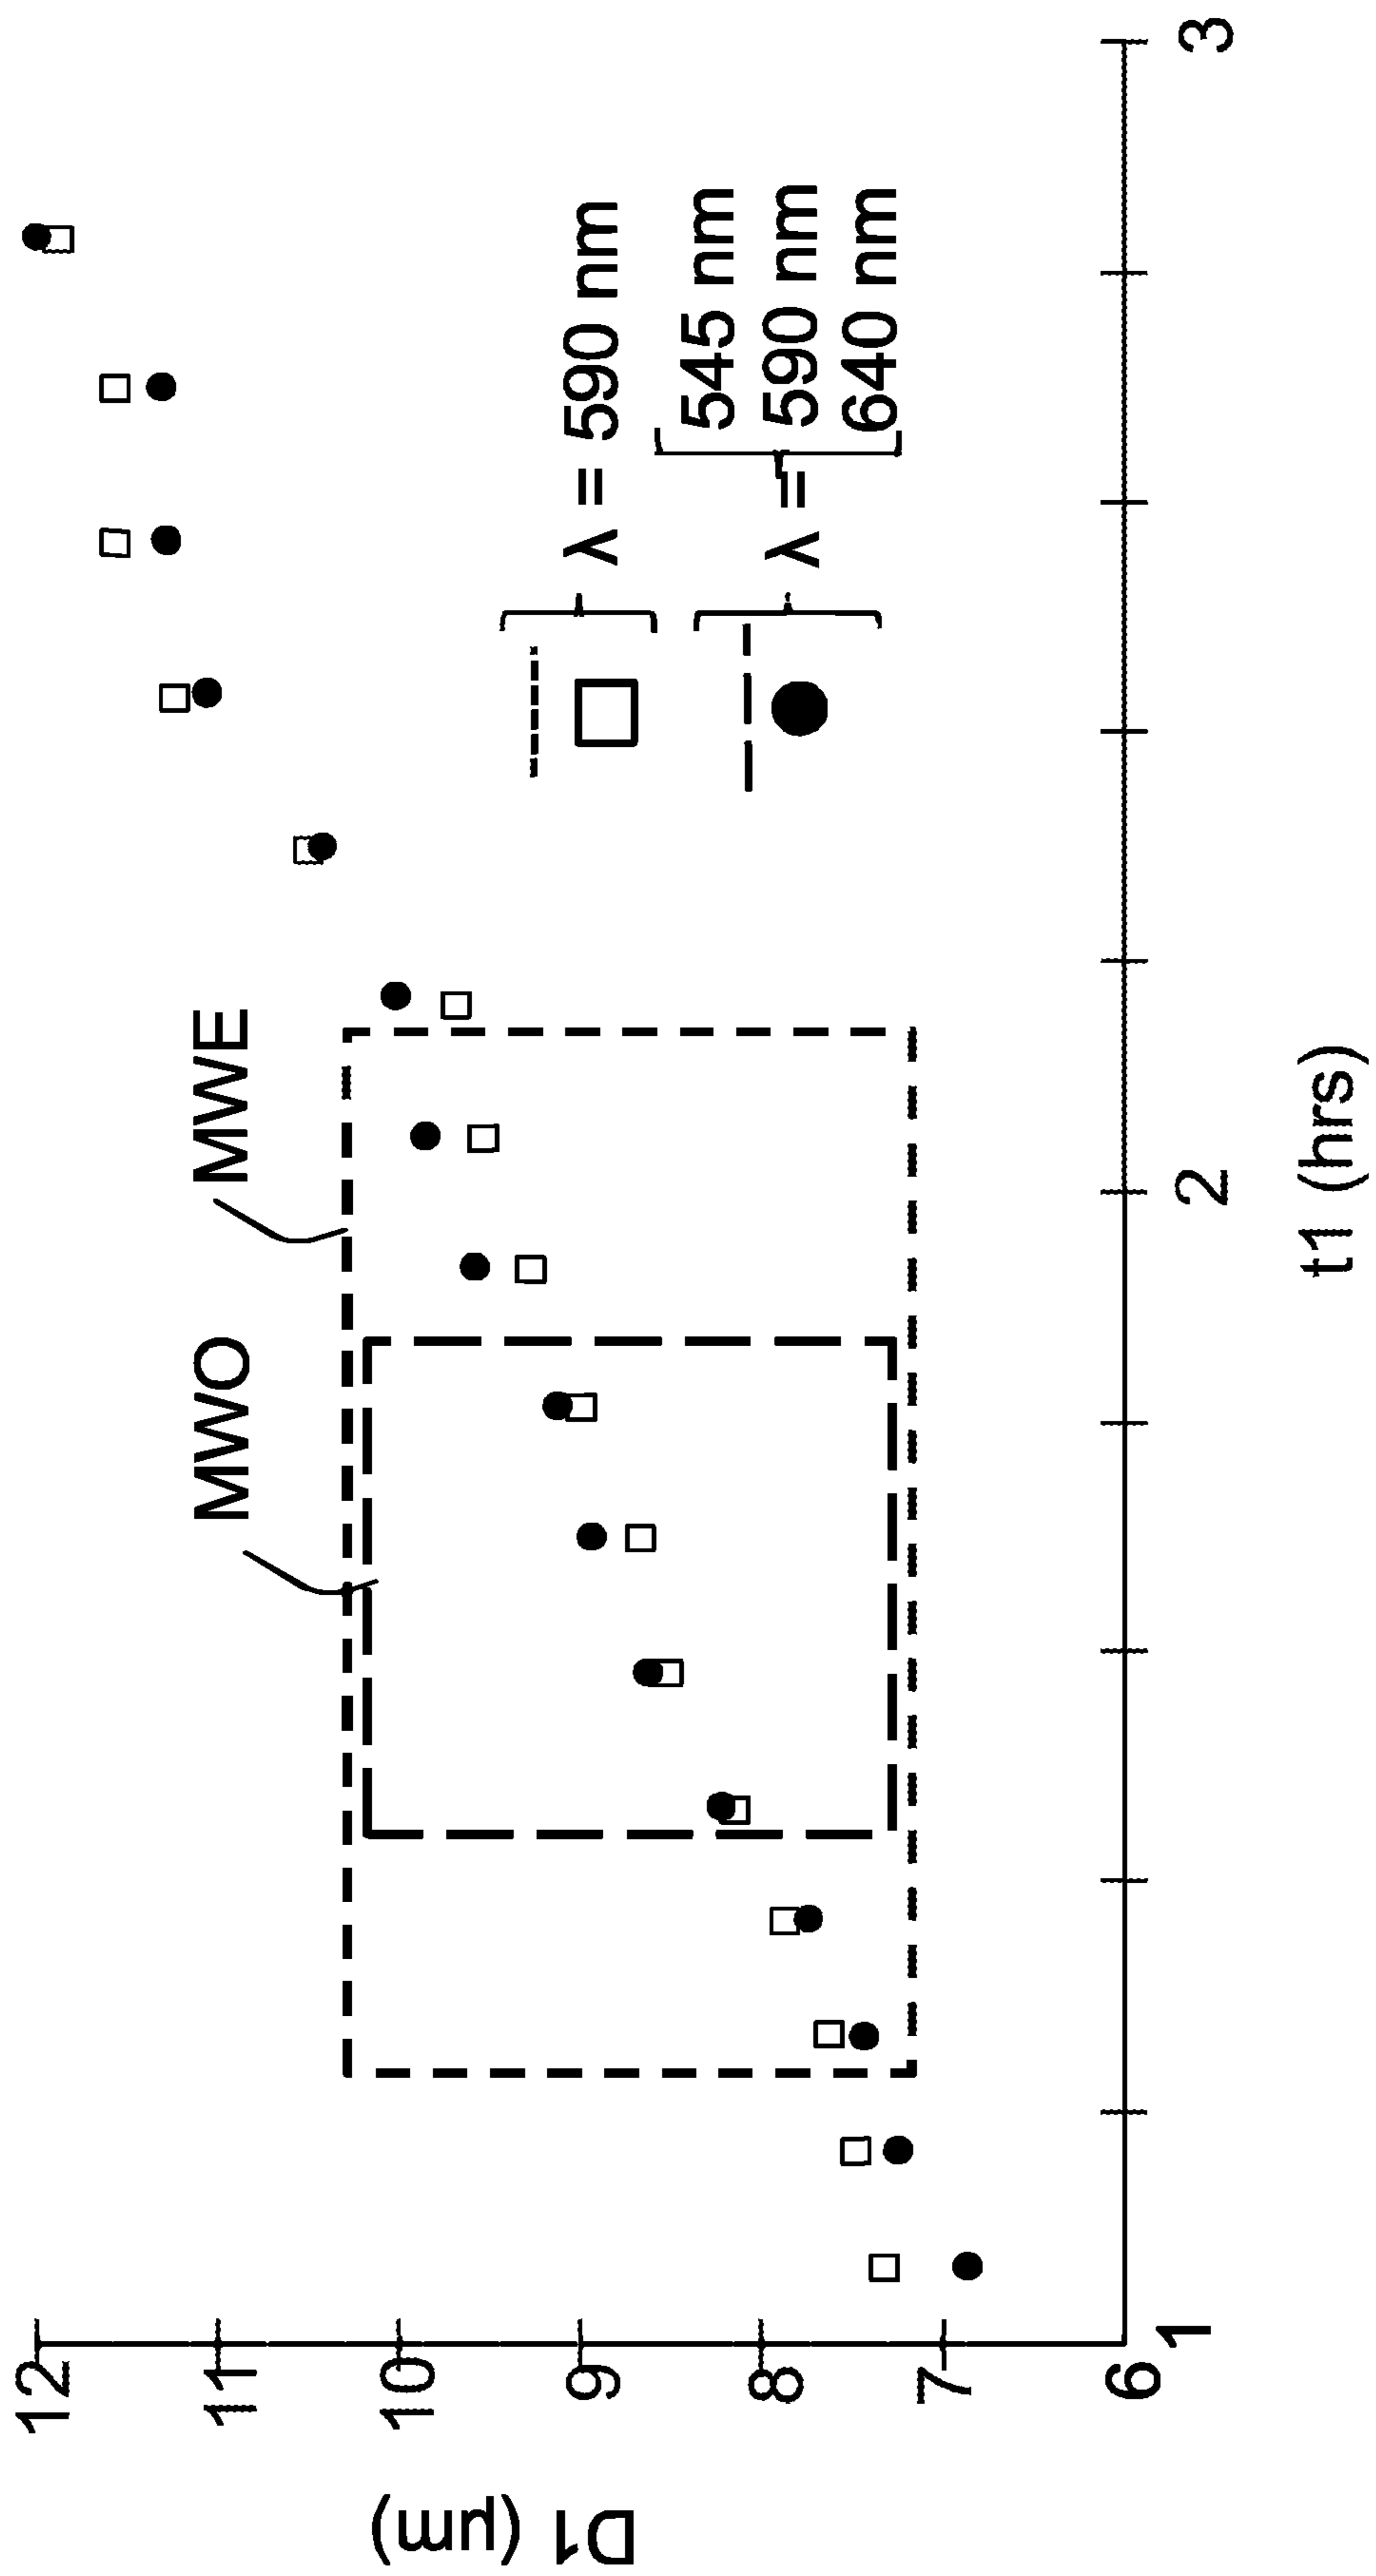 12
11
10
9
8
7
6
D1 (μm)
MWO
MWE
λ = 590 nm
λ = 545 nm
590 nm
640 nm
1
2
3
t1 (hrs)